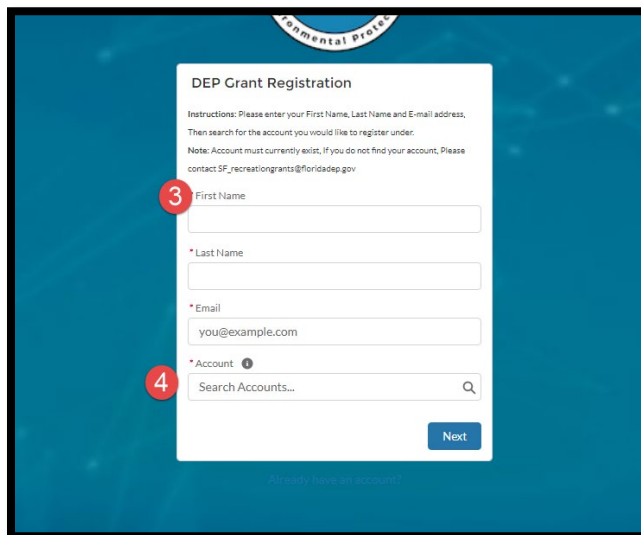 onmental Protec
DEP Grant Registration
Instructions: Please enter your First Name, Last Name and E-mail address,
Then search for the account you would like to register under.
Note: Account must currently exist, If you do not find your account, Please
contact SF_recreationgrants@floridadep.gov
3
* First Name
* Last Name
* Email
you@example.com
* Account
4
Search Accounts...
Next
Already have an account?